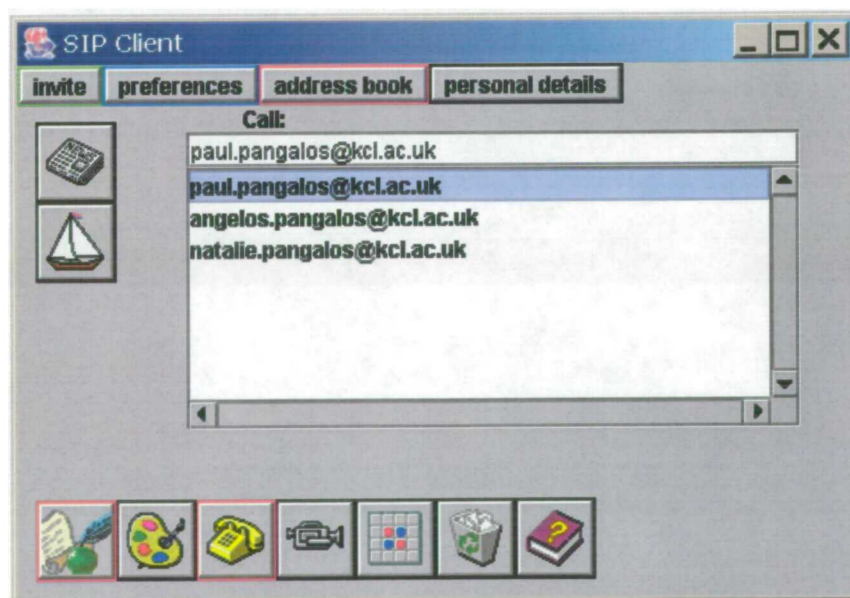 SIP Client
invite preferences address book personal details
Call:
paul.pangalos@kcl.ac.uk
paul.pangalos@kcl.ac.uk
angelos.pangalos@kcl.ac.uk
natalie.pangalos@kcl.ac.uk
?